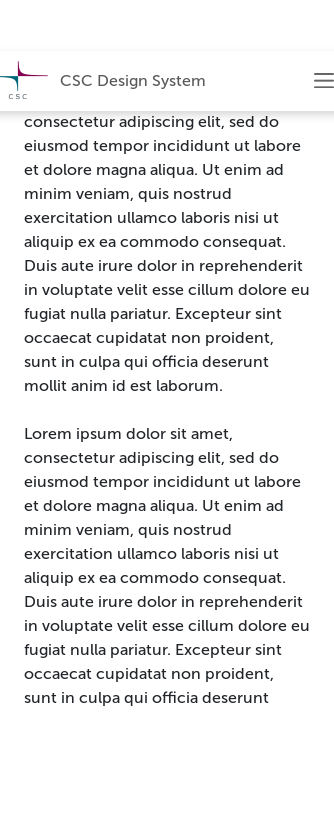 CSC
CSC Design System
consectetur adipiscing elit, sed do
eiusmod tempor incididunt ut labore
et dolore magna aliqua. Ut enim ad
minim veniam, quis nostrud
exercitation ullamco laboris nisi ut
aliquip ex ea commodo consequat.
Duis aute irure dolor in reprehenderit
in voluptate velit esse cillum dolore eu
fugiat nulla pariatur. Excepteur sint
occaecat cupidatat non proident,
sunt in culpa qui officia deserunt
mollit anim id est laborum.
Lorem ipsum dolor sit amet,
consectetur adipiscing elit, sed do
eiusmod tempor incididunt ut labore
et dolore magna aliqua. Ut enim ad
minim veniam, quis nostrud
exercitation ullamco laboris nisi ut
aliquip ex ea commodo consequat.
Duis aute irure dolor in reprehenderit
in voluptate velit esse cillum dolore eu
fugiat nulla pariatur. Excepteur sint
occaecat cupidatat non proident,
sunt in culpa qui officia deserunt